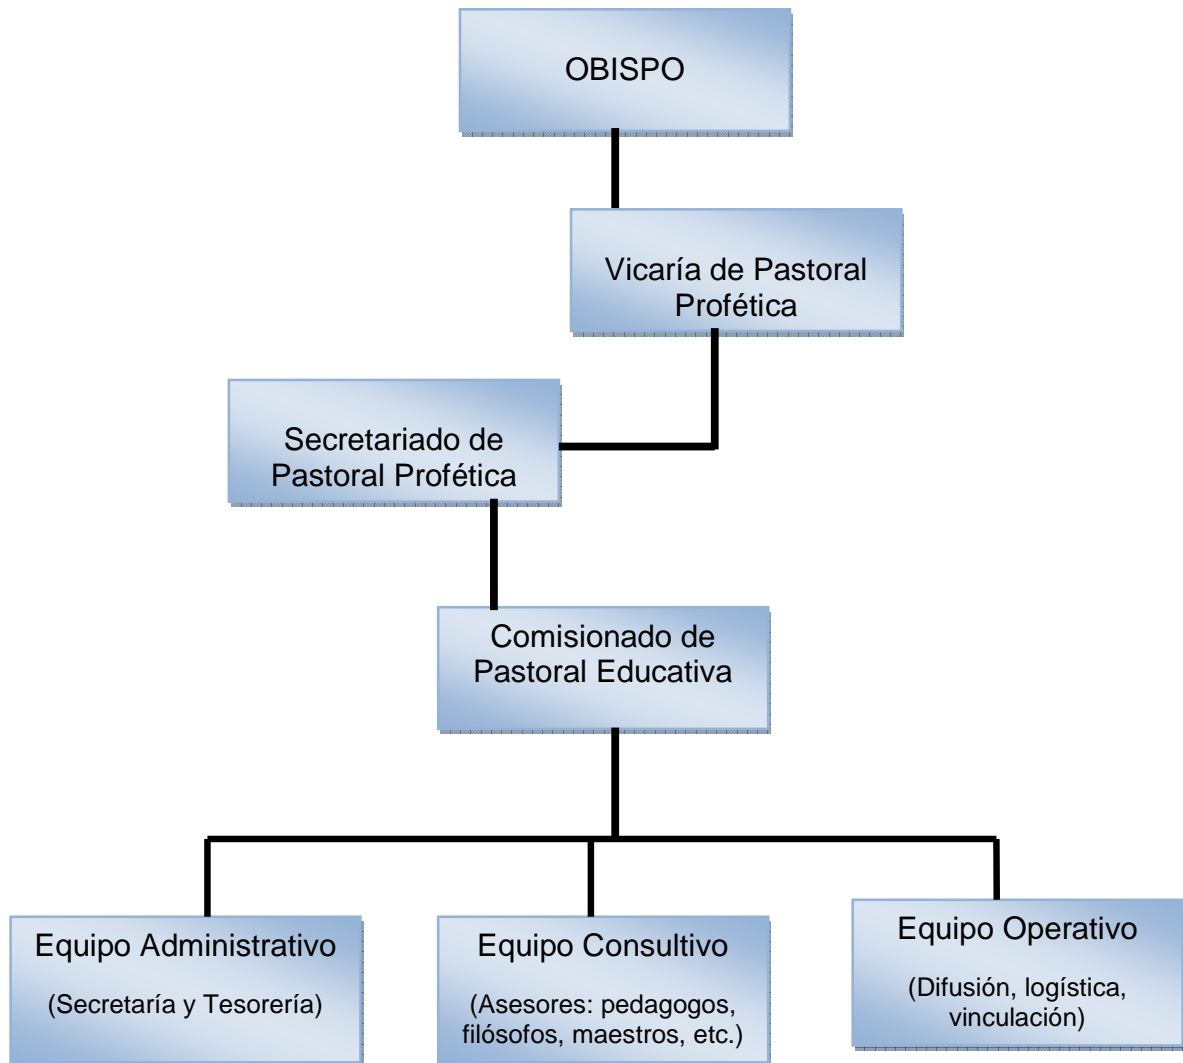 OBISPO
Vicaría de Pastoral
Profética
Secretariado de
Pastoral Profética
Comisionado de
Pastoral Educativa
Equipo Administrativo
(Secretaría y Tesorería)
Equipo Consultivo
(Asesores: pedagogos,
filósofos, maestros, etc.)
Equipo Operativo
(Difusión, logística,
vinculación)